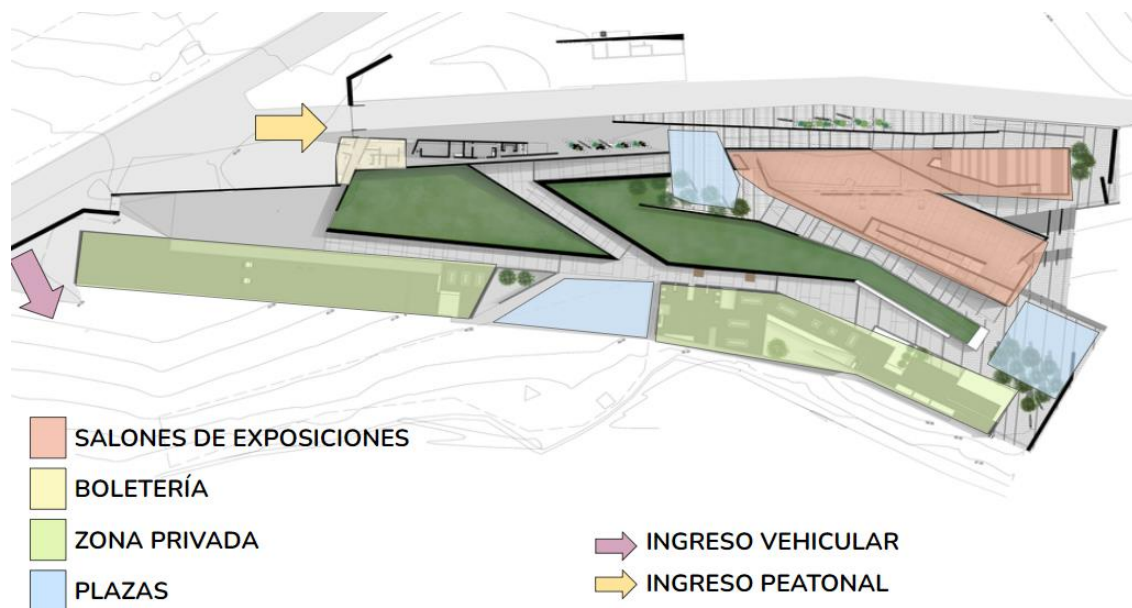 SALONES DE EXPOSICIONES
BOLETERÍA
ZONA PRIVADA
PLAZAS
INGRESO VEHICULAR
INGRESO PEATONAL